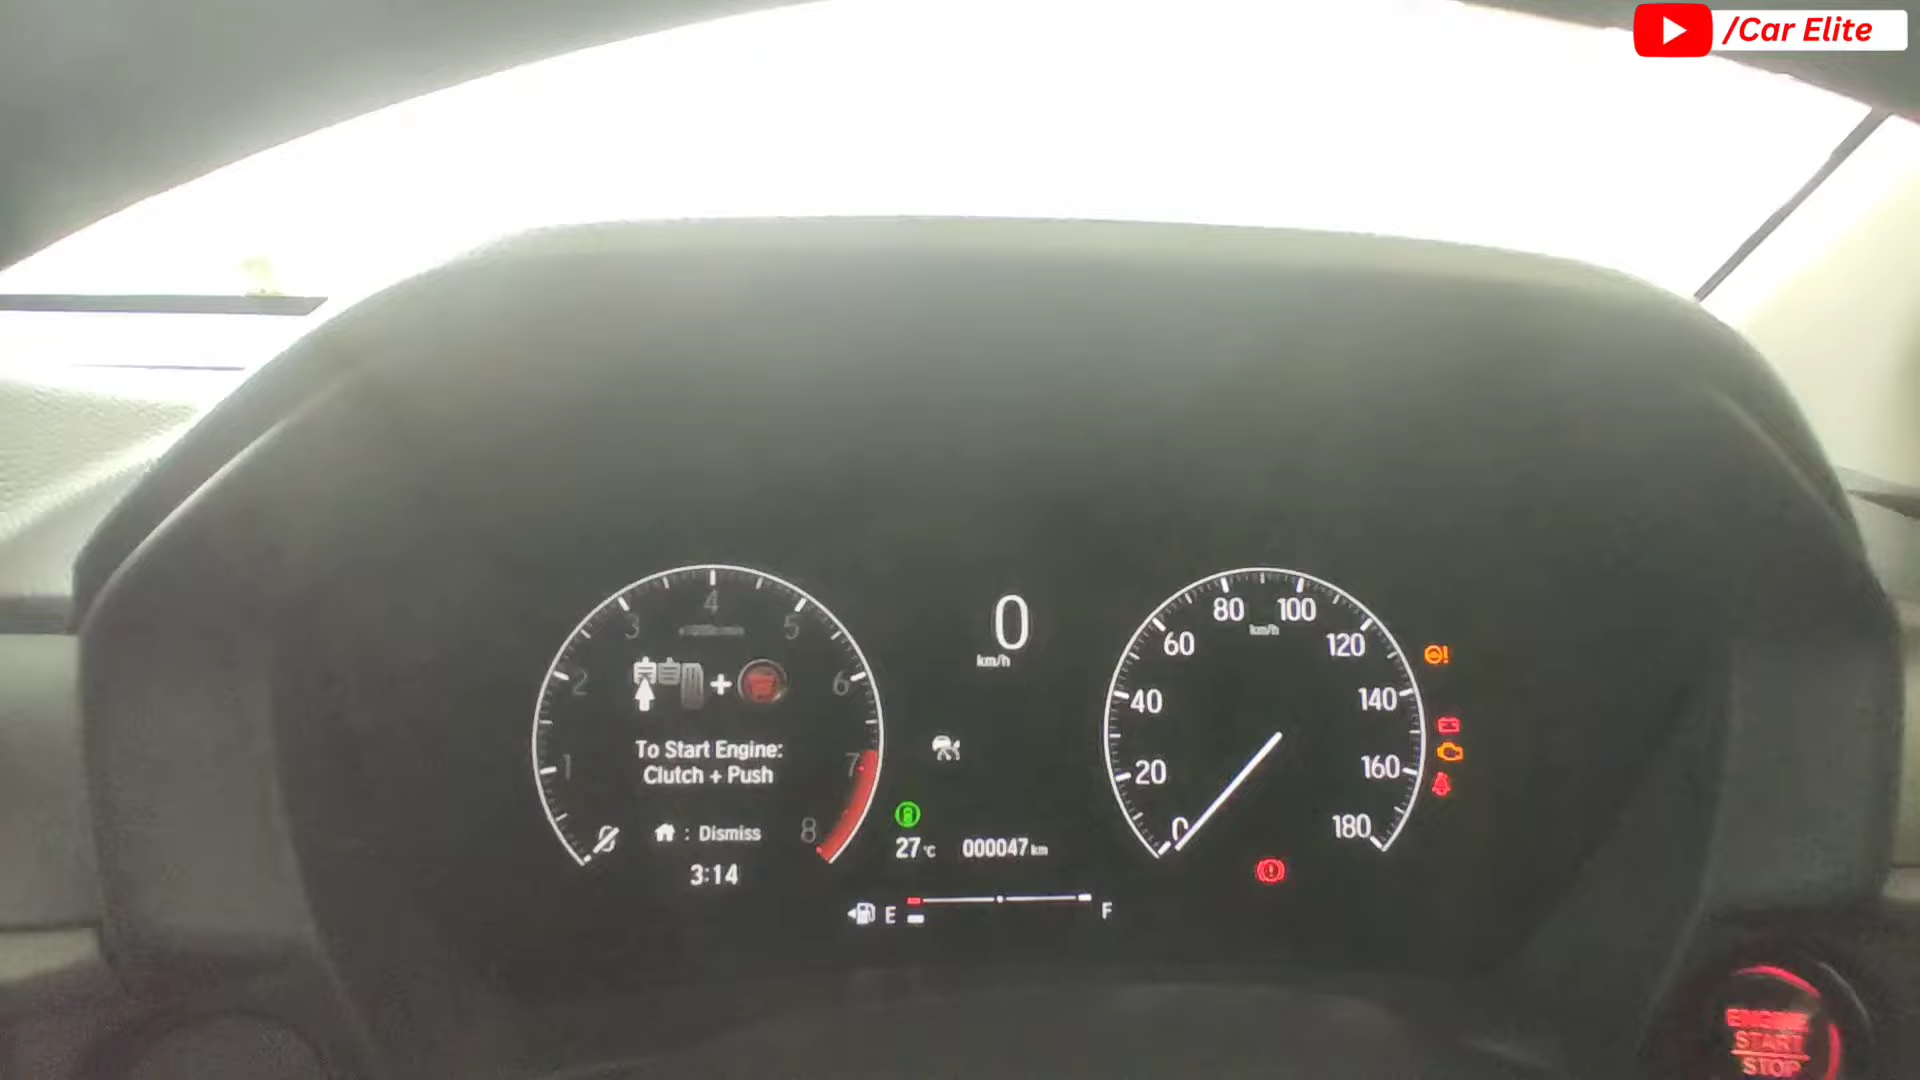 /Car Elite
4
3
5
2
6
To Start Engine:
Clutch + Push
1
7
: Dismiss
8
3:14
0
km/h
27 °C
000047 km
E
F
80
100
km/h
60
120
40
140
20
160
0
180
ENGINE
START
STOP